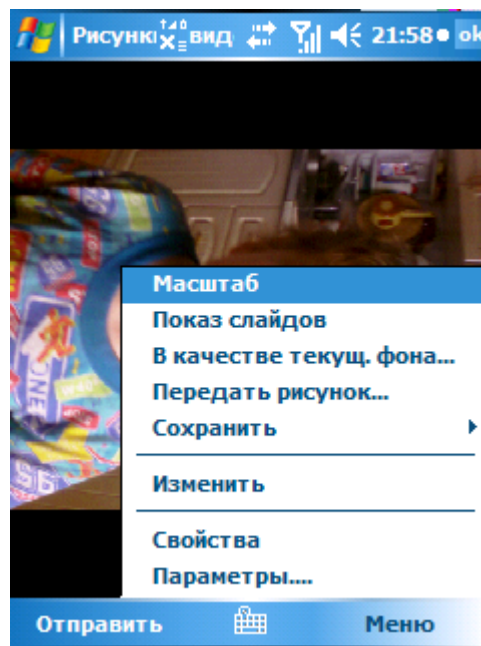 Рисунки вид 21:58 ok
Масштаб
Показ слайдов
В качестве текущ. фона...
Передать рисунок...
Сохранить
Изменить
Свойства
Параметры....
Отправить Меню